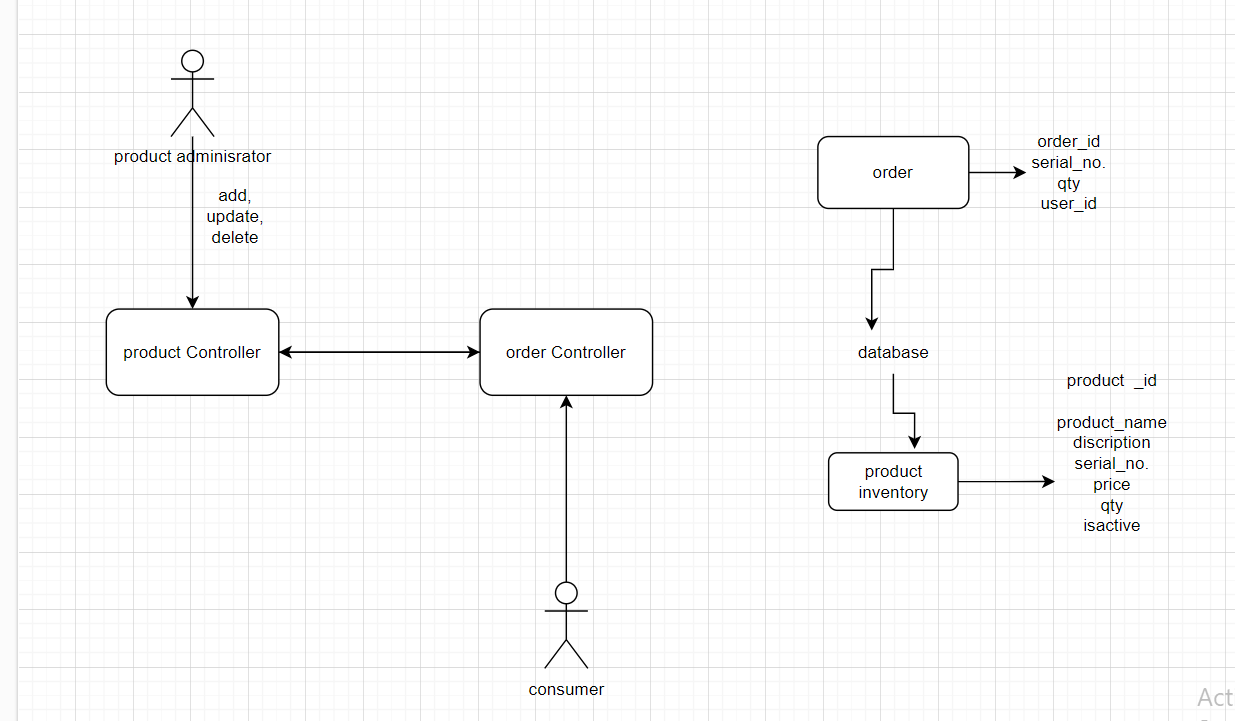 product adminisrator
add,
update,
delete
product Controller
order Controller
consumer
order
order_id
serial_no.
qty
user_id
database
product
inventory
product _id
product_name
discription
serial_no.
price
qty
isactive
Act